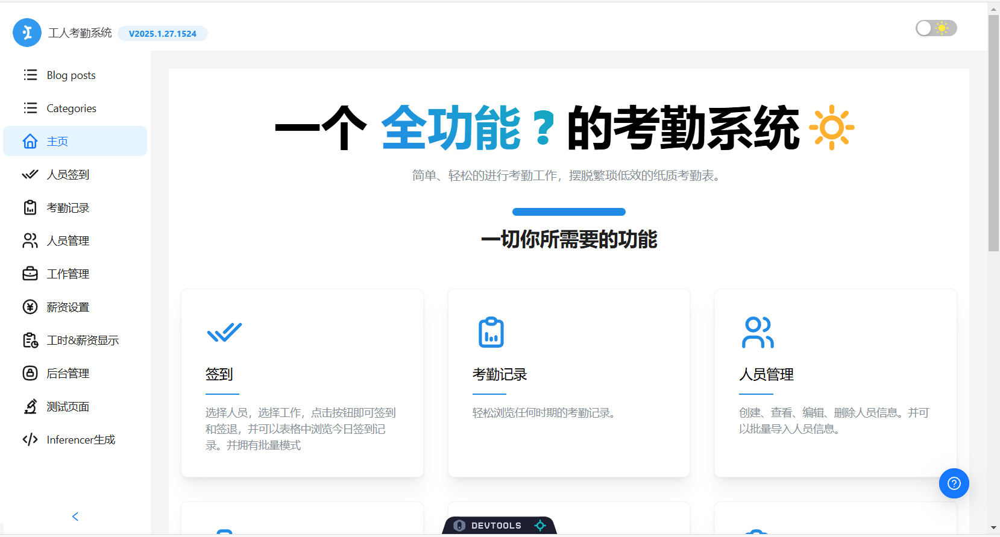 工人考勤系统 V2025.1.27.1524
Blog posts
Categories
主页
人员签到
考勤记录
人员管理
工作管理
薪资设置
工时&薪资显示
后台管理
测试页面
Inferencer生成
一个 全功能？的考勤系统
简单、轻松的进行考勤工作，摆脱繁琐低效的纸质考勤表。
一切你所需要的功能
签到
选择人员，选择工作，点击按钮即可签到
和签退，并可以表格中浏览今日签到记
录。并拥有批量模式
考勤记录
轻松浏览任何时期的考勤记录。
人员管理
创建、查看、编辑、删除人员信息。并可
以批量导入人员信息。
DEVTOOLS